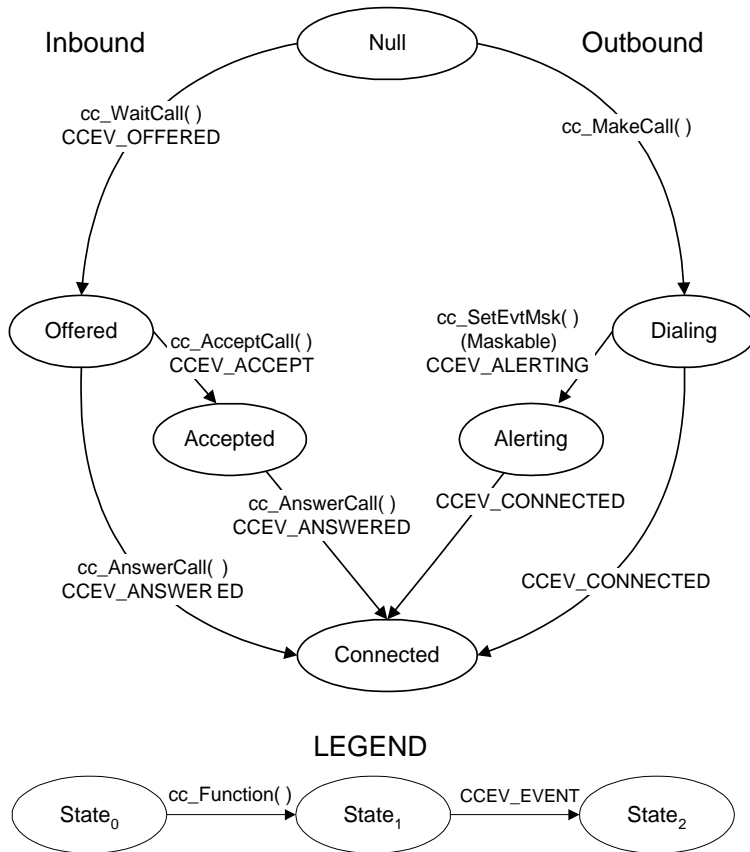 Inbound
Null
Outbound
cc_WaitCall( )
CCEV_OFFERED
cc_MakeCall( )
Offered
cc_AcceptCall( )
CCEV_ACCEPT
cc_SetEvtMsk( )
(Maskable)
CCEV_ALERTING
Dialing
Accepted
Alerting
cc_AnswerCall( )
CCEV_ANSWERED
CCEV_CONNECTED
cc_AnswerCall( )
CCEV_ANSWER ED
CCEV_CONNECTED
Connected
LEGEND
State0
cc_Function( )
State1
CCEV_EVENT
State2